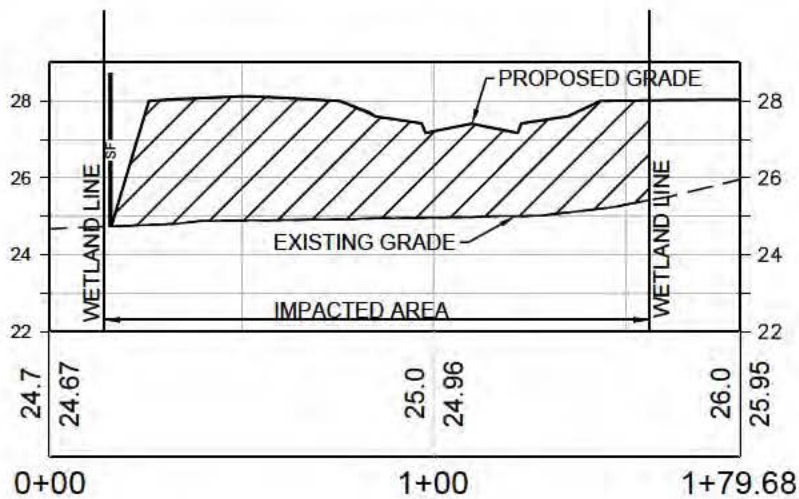 PROPOSED GRADE
28
28
SF
26
26
WETLAND LINE
WETLAND LINE
EXISTING GRADE
24
24
IMPACTED AREA
22
22
24.7
24.67
25.0
24.96
26.0
25.95
0+00
1+00
1+79.68